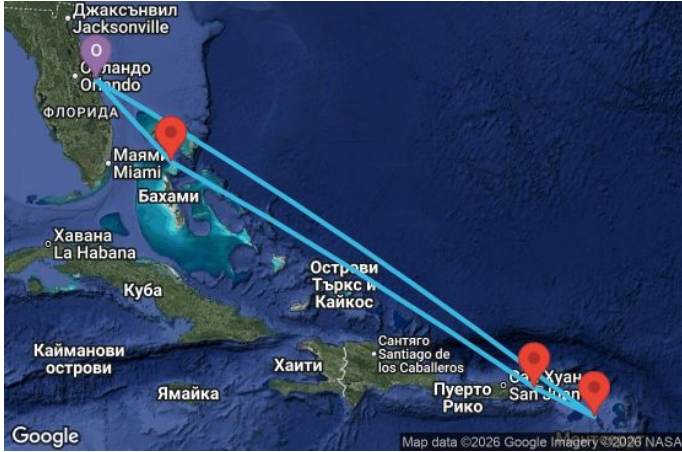 Джаксънвил
Jacksonville
O
Орландо
Orlando
ФЛОРИДА
Маями
Miami
Бахами
Хавана
La Habana
Куба
Острови
Търкс и
Кайкос
Кайманови
острови
Сантяго
Santiago de
los Caballeros
Хаити
Ямайка
Пуерто
Рико
Сан Хуан
San Juan
Google
Map data ©2026 Google Imagery ©2026 NASA